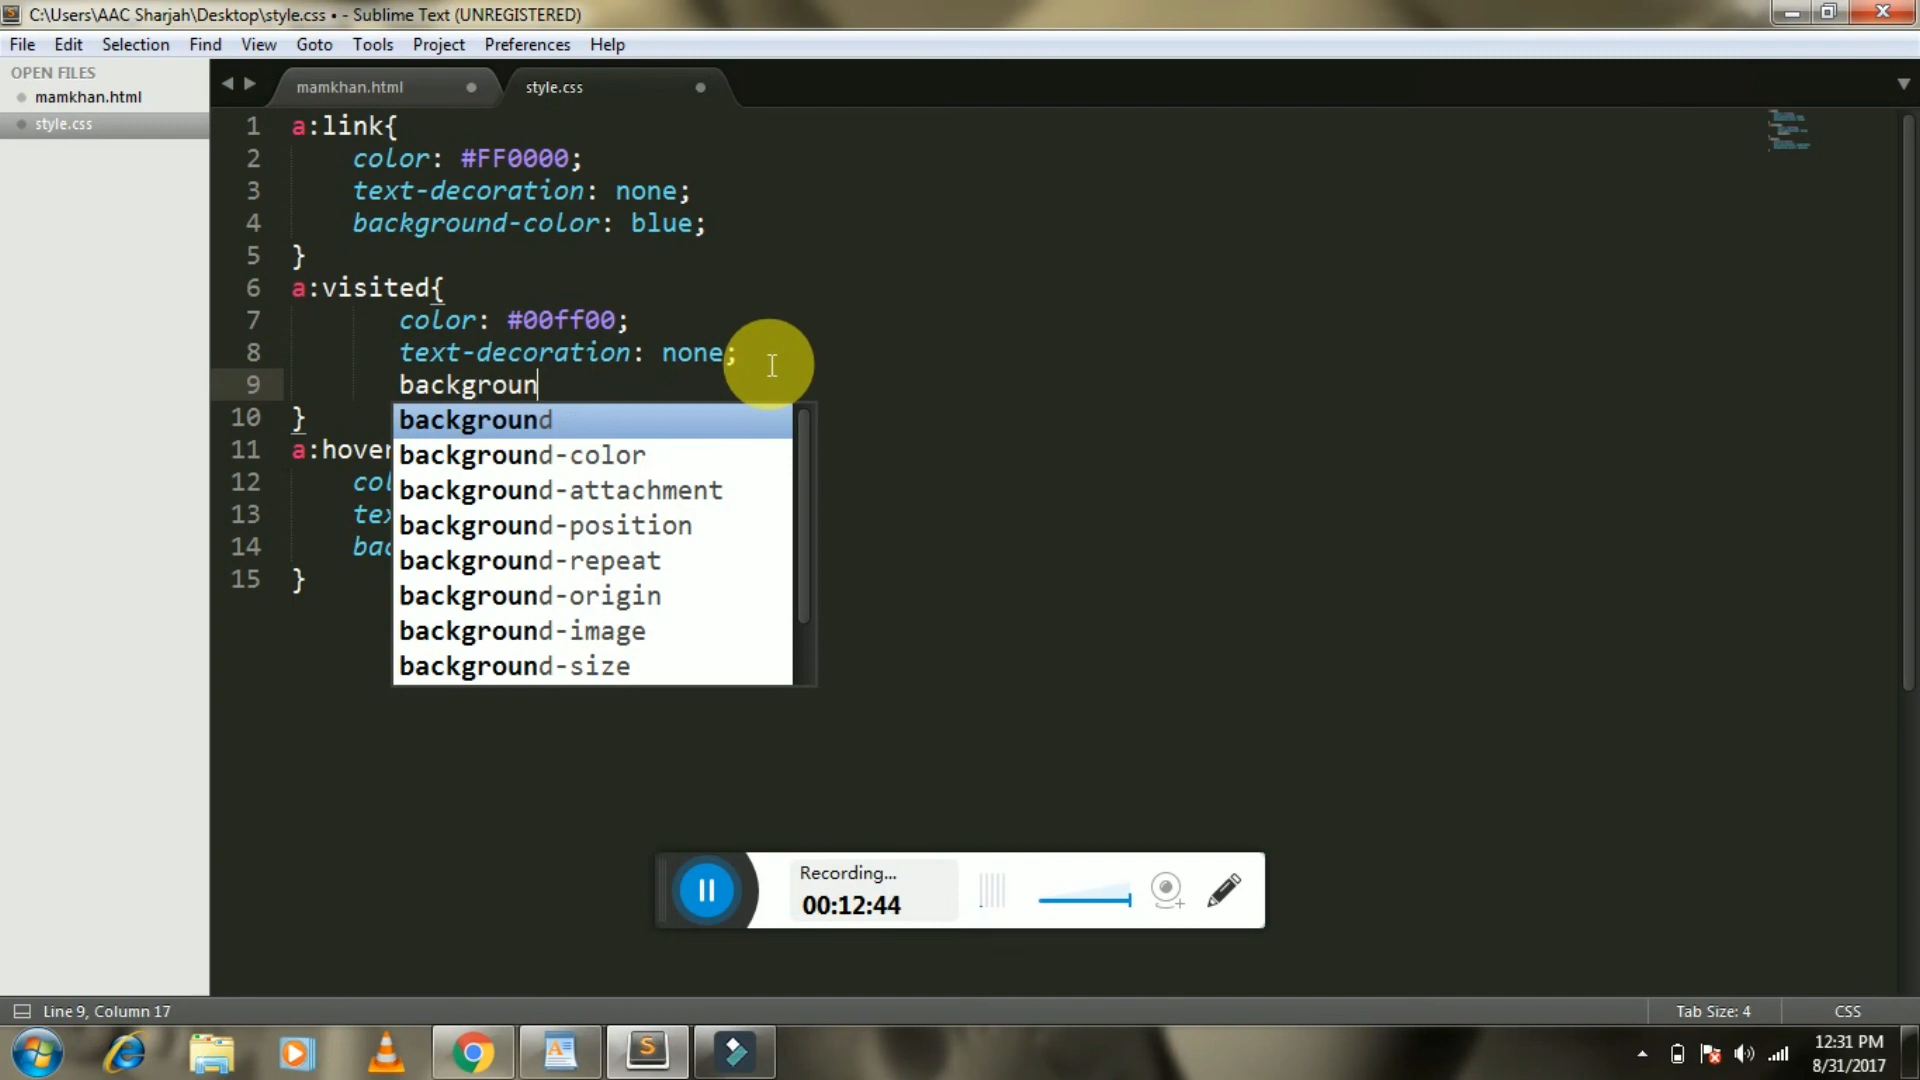 C:\Users\AAC Sharjah\Desktop\style.css • - Sublime Text (UNREGISTERED)
File Edit Selection Find View Goto Tools Project Preferences Help
OPEN FILES
mamkhan.html
style.css
mamkhan.html style.css
1 a:link{
2 color: #FF0000;
3 text-decoration: none;
4 background-color: blue;
5 }
6 a:visited{
7 color: #00ff00;
8 text-decoration: none;
9 backgroun
10 }
11 a:hover
12 col
13 tex
14 bac
15 }
background
background-color
background-attachment
background-position
background-repeat
background-origin
background-image
background-size
Recording...
00:12:44
Line 9, Column 17 Tab Size: 4 CSS
12:31 PM
8/31/2017